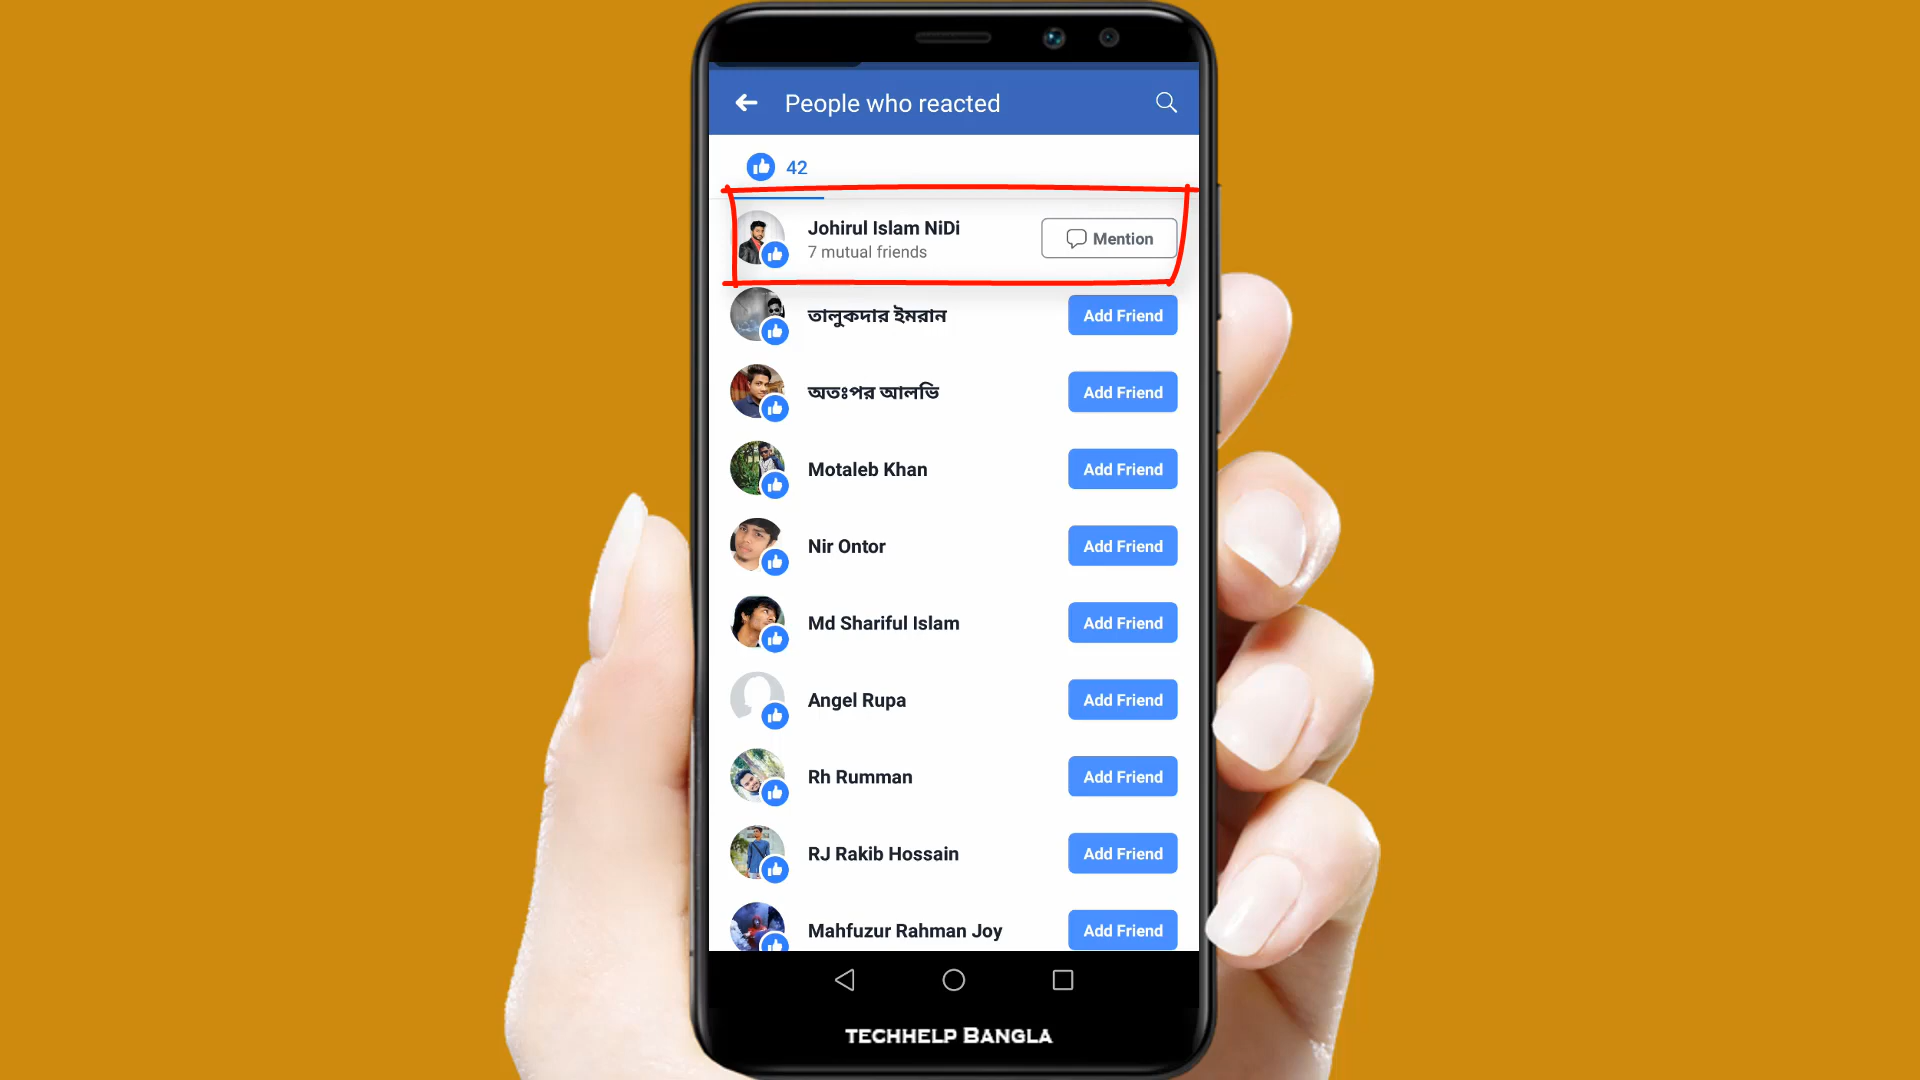 People who reacted
42
Johirul Islam NiDi
7 mutual friends
Mention
তালুকদার ইমরান
Add Friend
অতঃপর আলভি
Add Friend
Motaleb Khan
Add Friend
Nir Ontor
Add Friend
Md Shariful Islam
Add Friend
Angel Rupa
Add Friend
Rh Rumman
Add Friend
RJ Rakib Hossain
Add Friend
Mahfuzur Rahman Joy
Add Friend
TECHHELP BANGLA